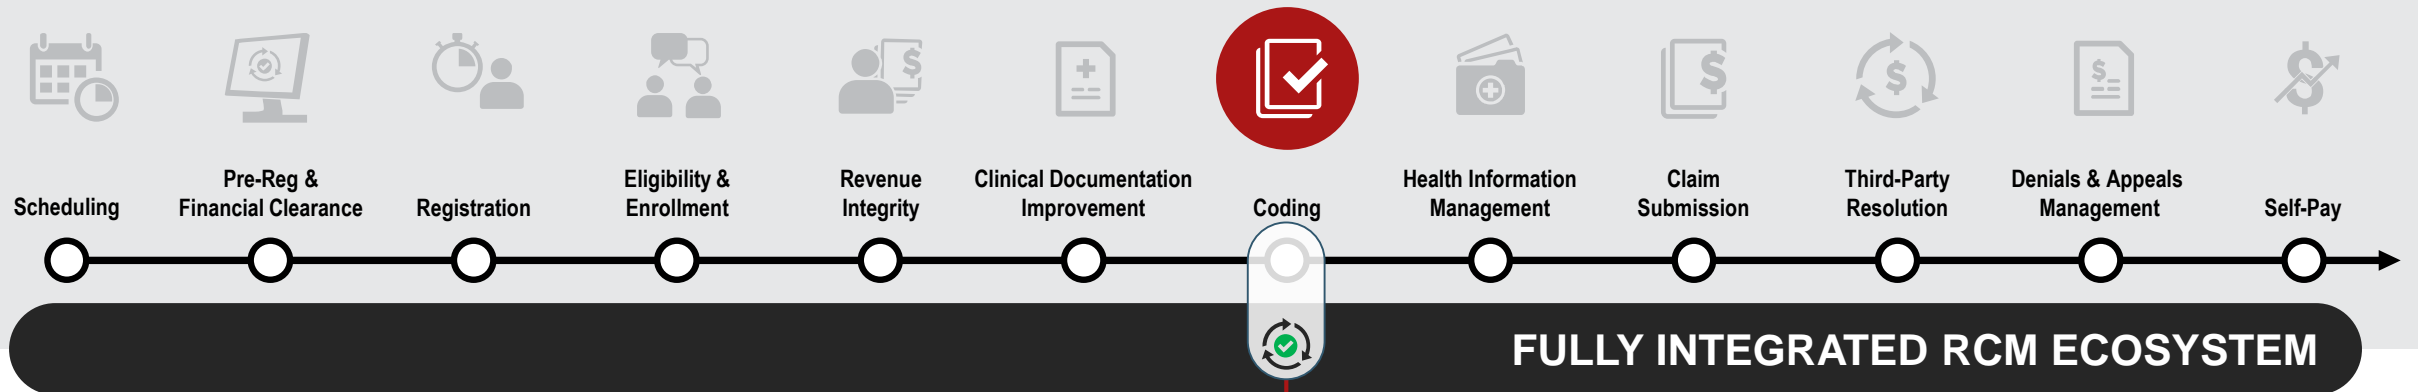 Scheduling
Pre-Reg &
Financial Clearance
Registration
Eligibility &
Enrollment
Revenue
Integrity
Clinical Documentation
Improvement
Coding
Health Information
Management
Claim
Submission
Third-Party
Resolution
Denials & Appeals
Management
Self-Pay
FULLY INTEGRATED RCM ECOSYSTEM